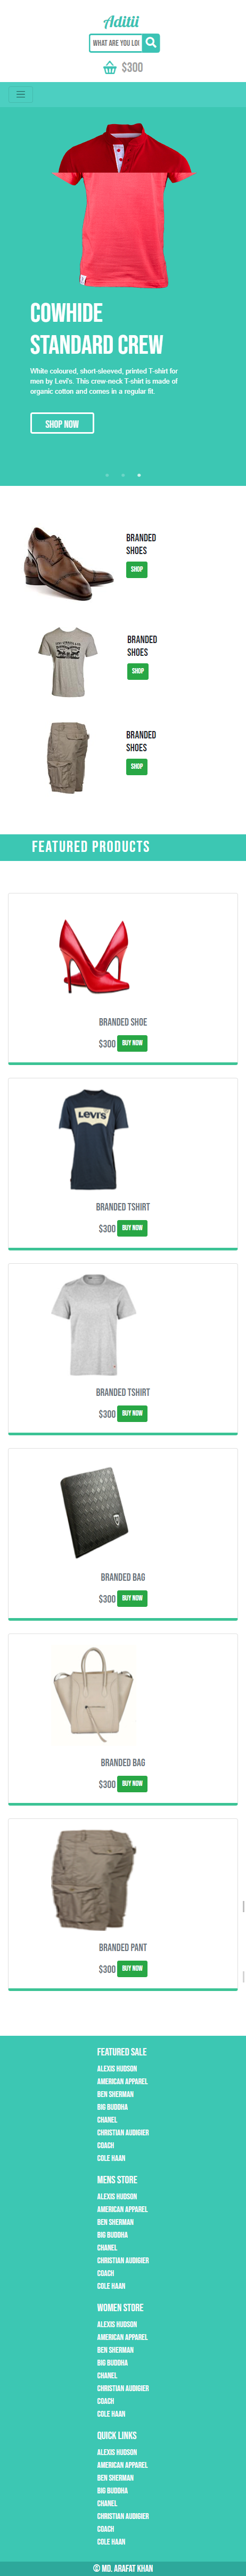 Aditii
WHAT ARE YOU LOO
$300
COWHIDE
STANDARD CREW
White coloured, short-sleeved, printed T-shirt for
men by Levi's. This crew-neck T-shirt is made of
organic cotton and comes in a regular fit.
SHOP NOW
BRANDED
SHOES
SHOP
BRANDED
SHOES
SHOP
BRANDED
SHOES
SHOP
FEATURED PRODUCTS
BRANDED SHOE
$300 BUY NOW
Levi's
BRANDED TSHIRT
$300 BUY NOW
BRANDED TSHIRT
$300 BUY NOW
BRANDED BAG
$300 BUY NOW
BRANDED BAG
$300 BUY NOW
BRANDED PANT
$300 BUY NOW
FEATURED SALE
ALEXIS HUDSON
AMERICAN APPAREL
BEN SHERMAN
BIG BUDDHA
CHANEL
CHRISTIAN AUDIGIER
COACH
COLE HAAN
MENS STORE
ALEXIS HUDSON
AMERICAN APPAREL
BEN SHERMAN
BIG BUDDHA
CHANEL
CHRISTIAN AUDIGIER
COACH
COLE HAAN
WOMEN STORE
ALEXIS HUDSON
AMERICAN APPAREL
BEN SHERMAN
BIG BUDDHA
CHANEL
CHRISTIAN AUDIGIER
COACH
COLE HAAN
QUICK LINKS
ALEXIS HUDSON
AMERICAN APPAREL
BEN SHERMAN
BIG BUDDHA
CHANEL
CHRISTIAN AUDIGIER
COACH
COLE HAAN
© MD. ARAFAT KHAN